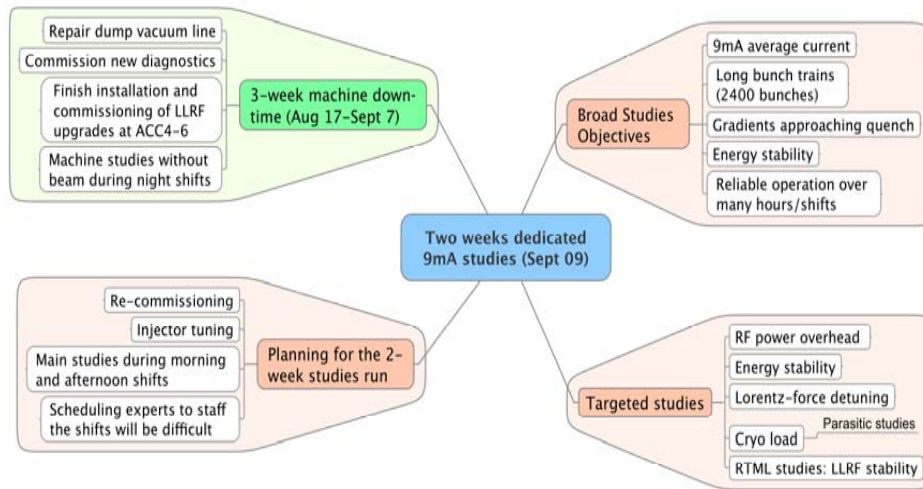 Repair dump vacuum line
Commission new diagnostics
Finish installation and
commissioning of LLRF
upgrades at ACC4-6
Machine studies without
beam during night shifts
3-week machine down-
time (Aug 17-Sept 7)
Broad Studies
Objectives
9mA average current
Long bunch trains
(2400 bunches)
Gradients approaching quench
Energy stability
Reliable operation over
many hours/shifts
Two weeks dedicated
9mA studies (Sept 09)
Re-commissioning
Injector tuning
Main studies during morning
and afternoon shifts
Scheduling experts to staff
the shifts will be difficult
Planning for the 2-
week studies run
Targeted studies
RF power overhead
Energy stability
Lorentz-force detuning
Cryo load
Parasitic studies
RTML studies: LLRF stability